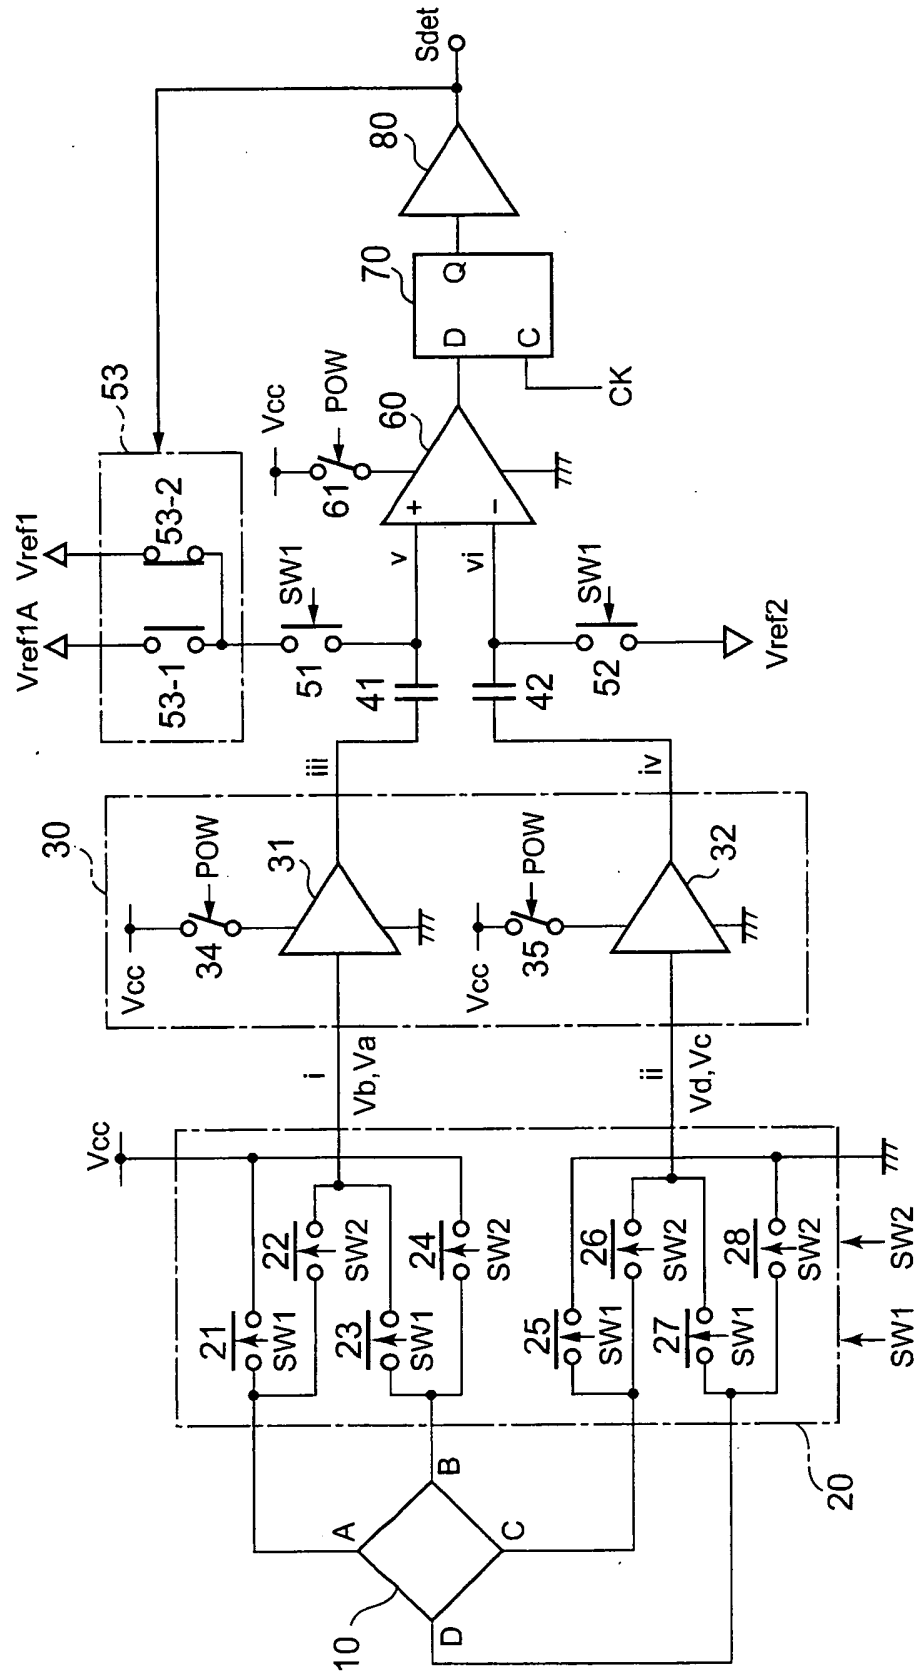 Sdet
80
70
Q
D
C
CK
53
Vref1A
Vref1
53-1
53-2
Vcc
POW
61
60
+
−
SW1
51
v
vi
SW1
52
Vref2
41
42
iii
iv
30
Vcc
POW
34
31
Vcc
POW
35
32
i
Vb,Va
ii
Vd,Vc
Vcc
21
SW1
22
SW2
23
SW1
24
SW2
25
SW1
26
SW2
27
SW1
28
SW2
SW1
SW2
20
A
B
C
D
10